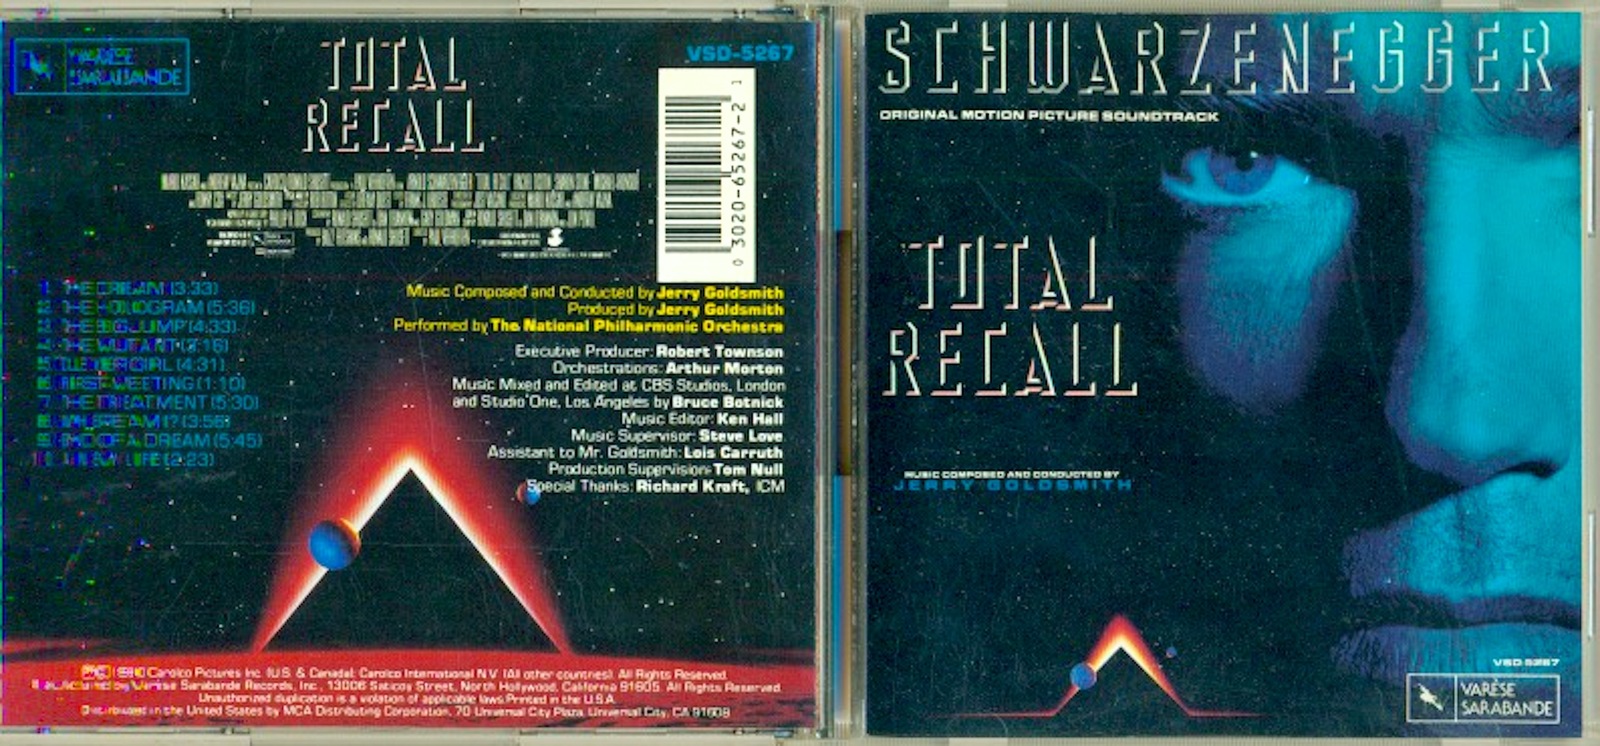 VARÈSE
SARABANDE
TOTAL
RECALL
VSD-5267
0 30206-5267-2 1
1. THE DREAM (3:33)
2. THE HOLOGRAM (5:36)
3. THE BIG JUMP (4:33)
4. THE MUTANT (3:16)
5. CLEVER GIRL (4:31)
6. FIRST MEETING (1:10)
7. THE TREATMENT (5:30)
8. WHERE AM I? (3:56)
9. END OF A DREAM (5:45)
10. A NEW LIFE (2:23)
Music Composed and Conducted by Jerry Goldsmith
Produced by Jerry Goldsmith
Performed by The National Philharmonic Orchestra
Executive Producer: Robert Townson
Orchestrations: Arthur Morton
Music Mixed and Edited at CBS Studios, London
and Studio One, Los Angeles by Bruce Botnick
Music Editor: Ken Hall
Music Supervisor: Steve Love
Assistant to Mr. Goldsmith: Lois Carruth
Production Supervision: Tom Null
Special Thanks: Richard Kraft, ICM
1990 Carolco Pictures Inc. (U.S. & Canada); Carolco International N.V. (All other countries). All Rights Reserved.
Manufactured by Varèse Sarabande Records, Inc., 13006 Saticoy Street, North Hollywood, California 91605. All Rights Reserved.
Unauthorized duplication is a violation of applicable laws. Printed in the U.S.A.
Distributed in the United States by MCA Distributing Corporation, 70 Universal City Plaza, Universal City, CA 91608
SCHWARZENEGGER
ORIGINAL MOTION PICTURE SOUNDTRACK
TOTAL
RECALL
MUSIC COMPOSED AND CONDUCTED BY
JERRY GOLDSMITH
VSD-5267
VARÈSE
SARABANDE